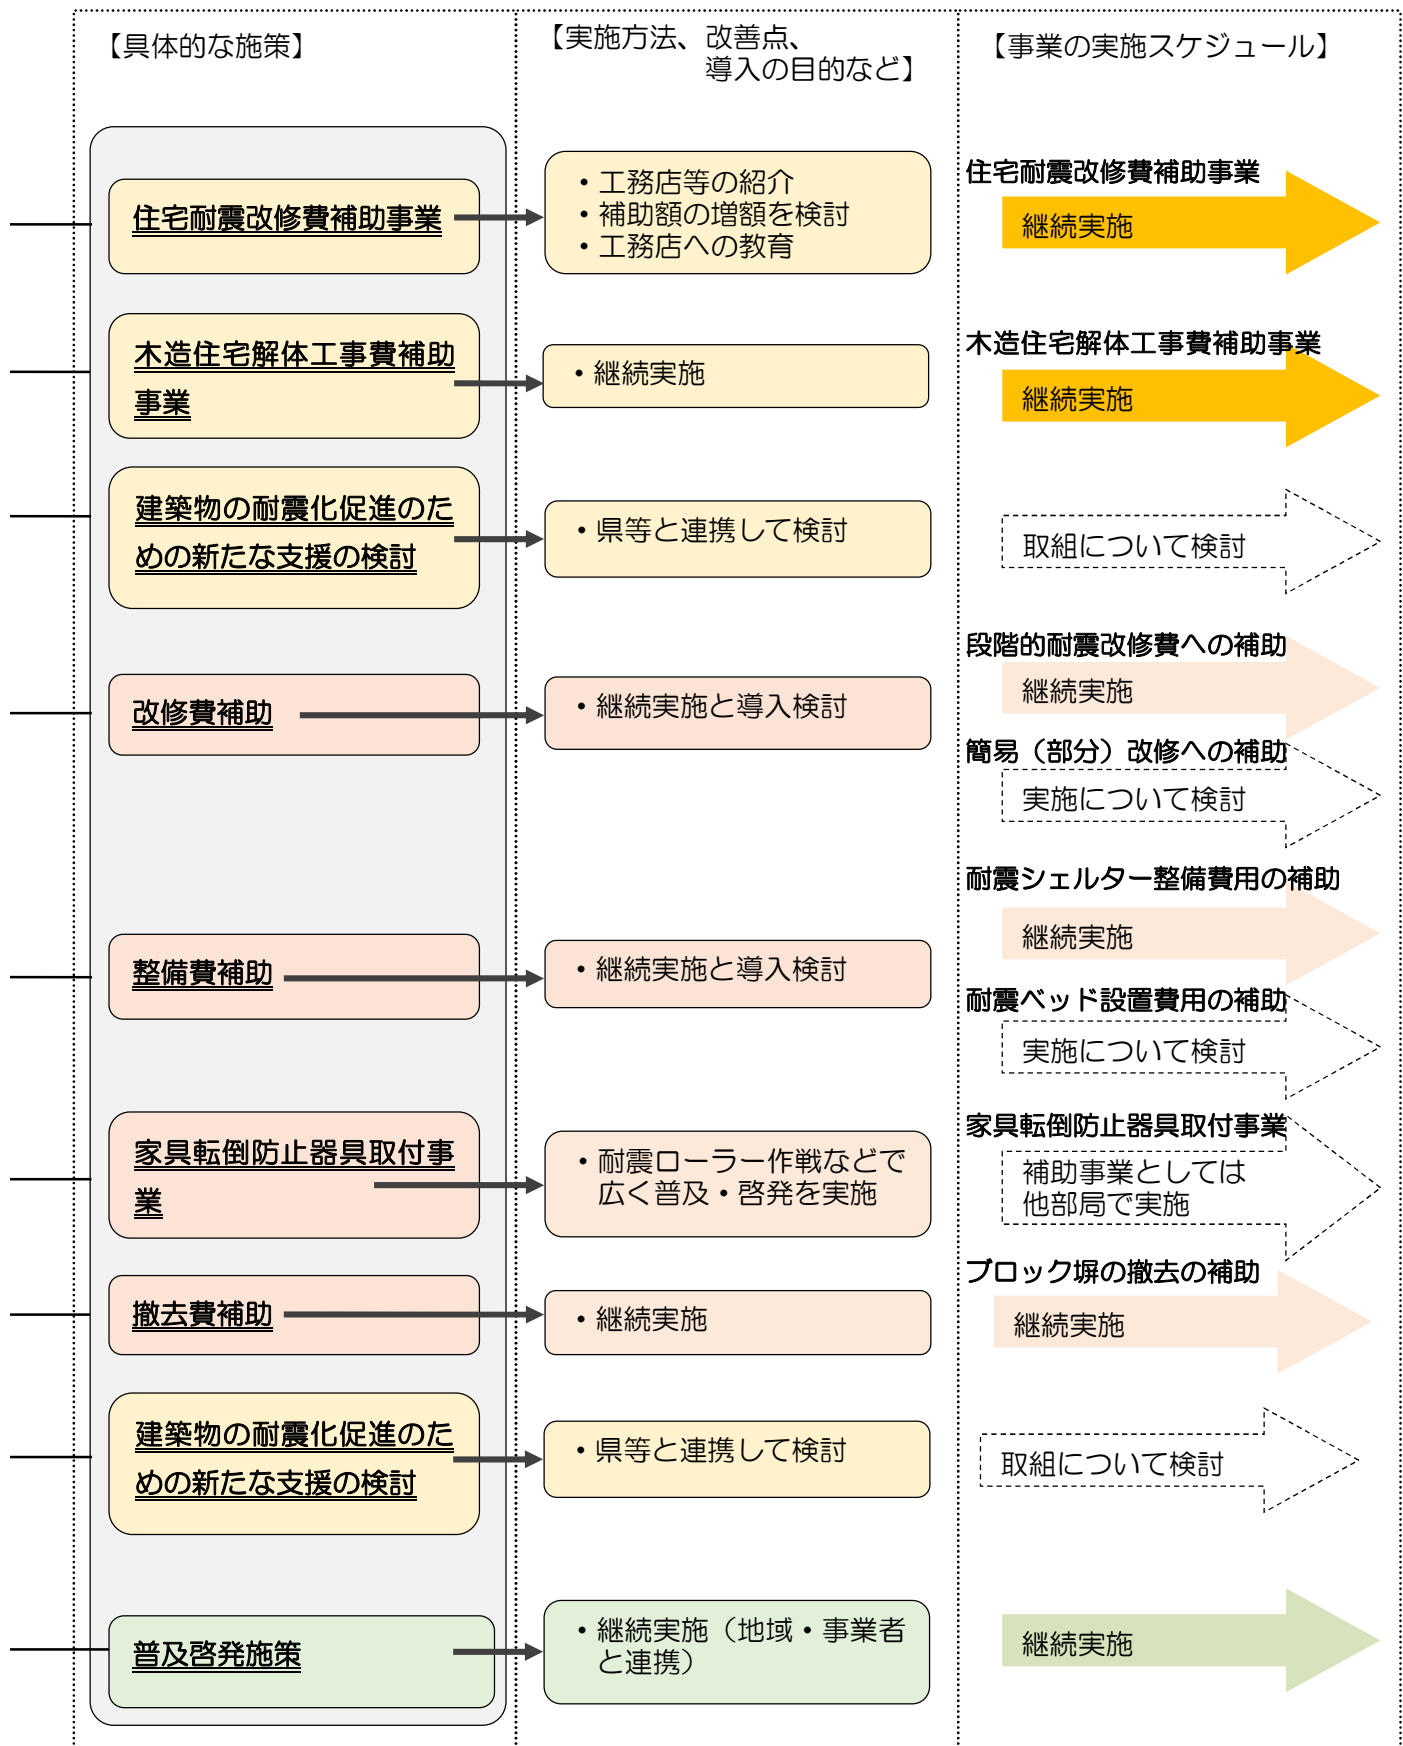 【具体的な施策】
【実施方法、改善点、
導入の目的など】
【事業の実施スケジュール】
住宅耐震改修費補助事業
・工務店等の紹介
・補助額の増額を検討
・工務店への教育
住宅耐震改修費補助事業
継続実施
木造住宅解体工事費補助
事業
・継続実施
木造住宅解体工事費補助事業
継続実施
建築物の耐震化促進のた
めの新たな支援の検討
・県等と連携して検討
取組について検討
改修費補助
・継続実施と導入検討
段階的耐震改修費への補助
継続実施
簡易（部分）改修への補助
実施について検討
整備費補助
・継続実施と導入検討
耐震シェルター整備費用の補助
継続実施
耐震ベッド設置費用の補助
実施について検討
家具転倒防止器具取付事
業
・耐震ローラー作戦などで
広く普及・啓発を実施
家具転倒防止器具取付事業
補助事業としては
他部局で実施
撤去費補助
・継続実施
ブロック塀の撤去の補助
継続実施
建築物の耐震化促進のた
めの新たな支援の検討
・県等と連携して検討
取組について検討
普及啓発施策
・継続実施（地域・事業者
と連携）
継続実施